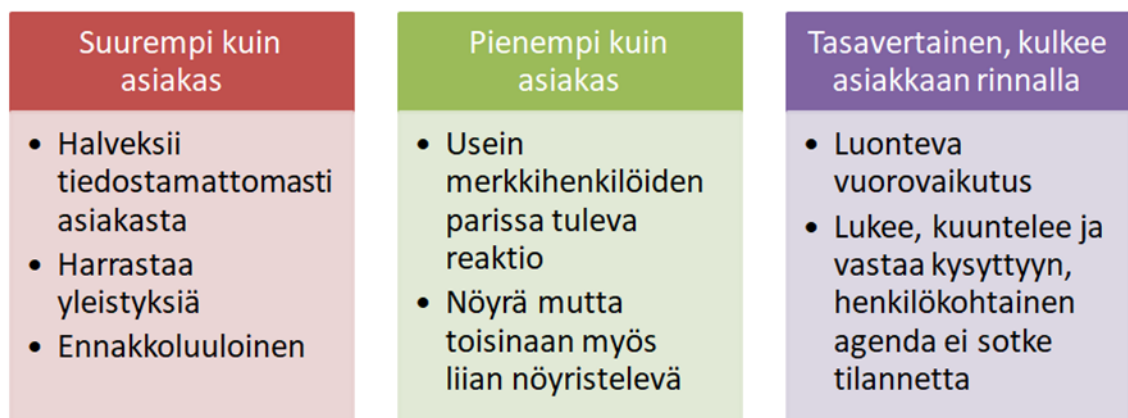 Suurempi kuin
asiakas
• Halveksii
tiedostamattomasti
asiakasta
• Harrastaa
yleistyksiä
• Ennakkoluuloinen
Pienempi kuin
asiakas
• Usein
merkkihenkilöiden
parissa tuleva
reaktio
• Nöyrä mutta
toisinaan myös
liian nöyristelevä
Tasavertainen, kulkee
asiakkaan rinnalla
• Luonteva
vuorovaikutus
• Lukee, kuuntelee ja
vastaa kysyttyyn,
henkilökohtainen
agenda ei sotke
tilannetta